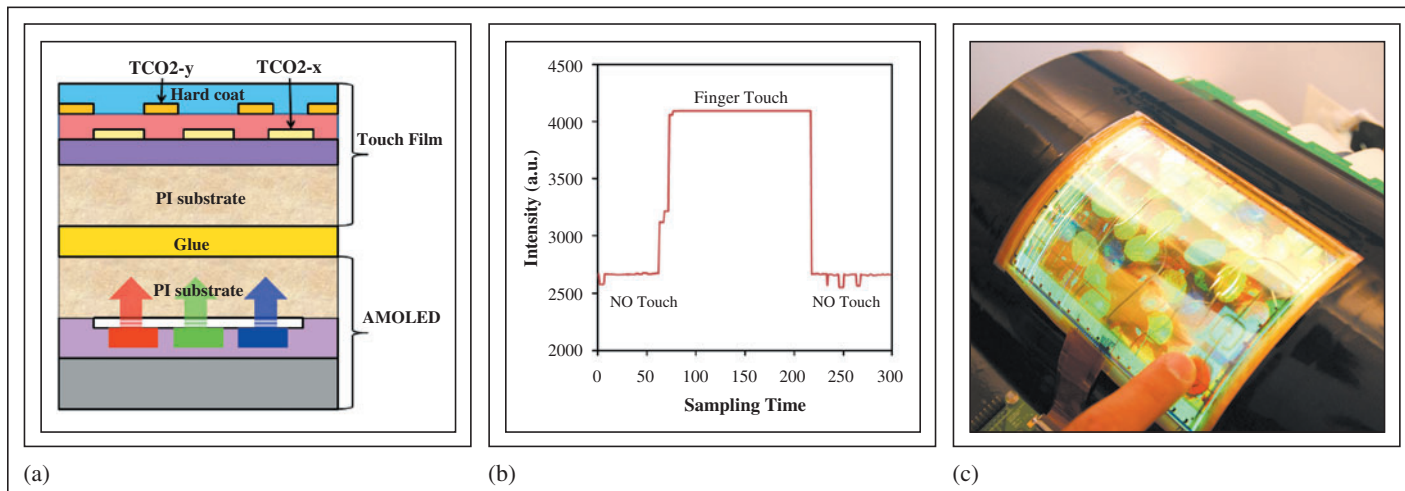 TCO2-y TCO2-x
Hard coat
Touch Film
PI substrate
Glue
PI substrate
AMOLED
(a)
4500
4000
3500
3000
2500
2000
Intensity (a.u.)
Finger Touch
NO Touch NO Touch
0 50 100 150 200 250 300
Sampling Time
(b)
(c)